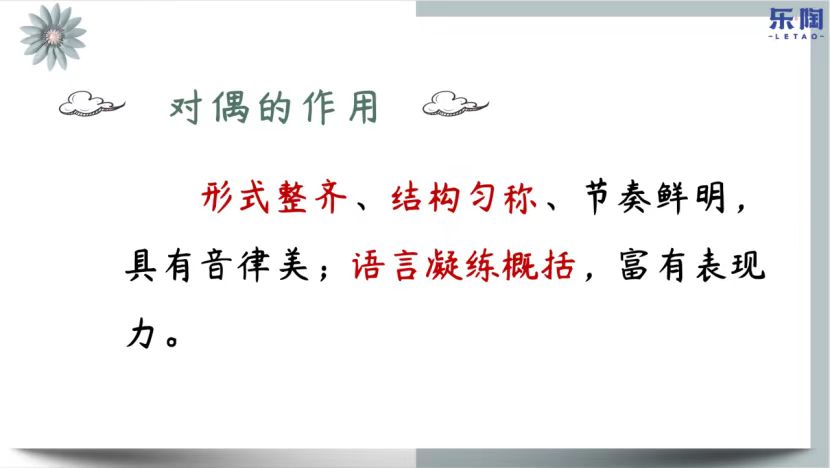 乐陶
-LETAO-
对偶的作用
形式整齐、结构匀称、节奏鲜明，
具有音律美；语言凝练概括，富有表现
力。